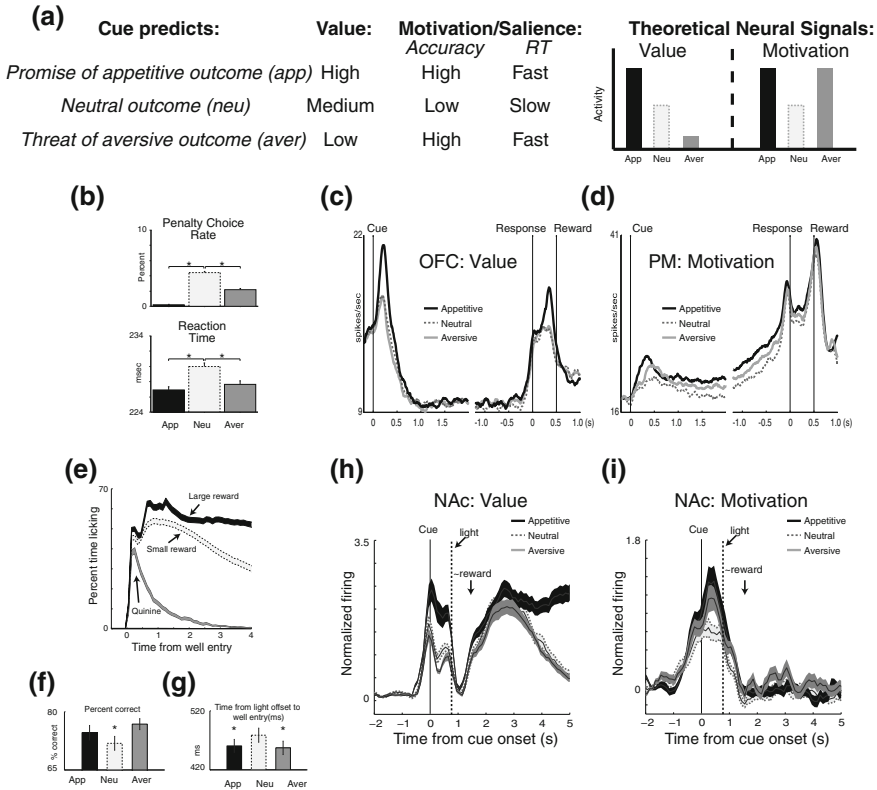 (a)
Cue predicts: Value: Motivation/Salience: Theoretical Neural Signals:
Accuracy RT Value Motivation
Promise of appetitive outcome (app) High High Fast
Neutral outcome (neu) Medium Low Slow
Threat of aversive outcome (aver) Low High Fast
Activity
App Neu Aver App Neu Aver
(b)
Penalty Choice
Rate
10
Percent
0
* *
Reaction
Time
234
msec
224
* *
App Neu Aver
(c)
Cue Response Reward
22
OFC: Value
spikes/sec
Appetitive
Neutral
Aversive
9
0 0.5 1.0 1.5 -1.0 -0.5 0 0.5 1.0 (s)
(d)
Cue Response Reward
41
PM: Motivation
spikes/sec
Appetitive
Neutral
Aversive
16
0 0.5 1.0 1.5 -1.0 -0.5 0 0.5 1.0(s)
(e)
70
Percent time licking
Large reward
Small reward
Quinine
0
0 1 2 3 4
Time from well entry
(f)
Percent correct
80
% correct
65
*
App Neu Aver
(g)
Time from light offset to
well entry(ms)
520
ms
420
* *
App Neu Aver
(h)
NAc: Value
Cue
light
Appetitive
Neutral
Aversive
3.5
~reward
Normalized firing
0
−2 −1 0 1 2 3 4 5
Time from cue onset (s)
(i)
NAc: Motivation
Cue
light
Appetitive
Neutral
Aversive
1.8
~reward
Normalized firing
0
−2 −1 0 1 2 3 4 5
Time from cue onset (s)